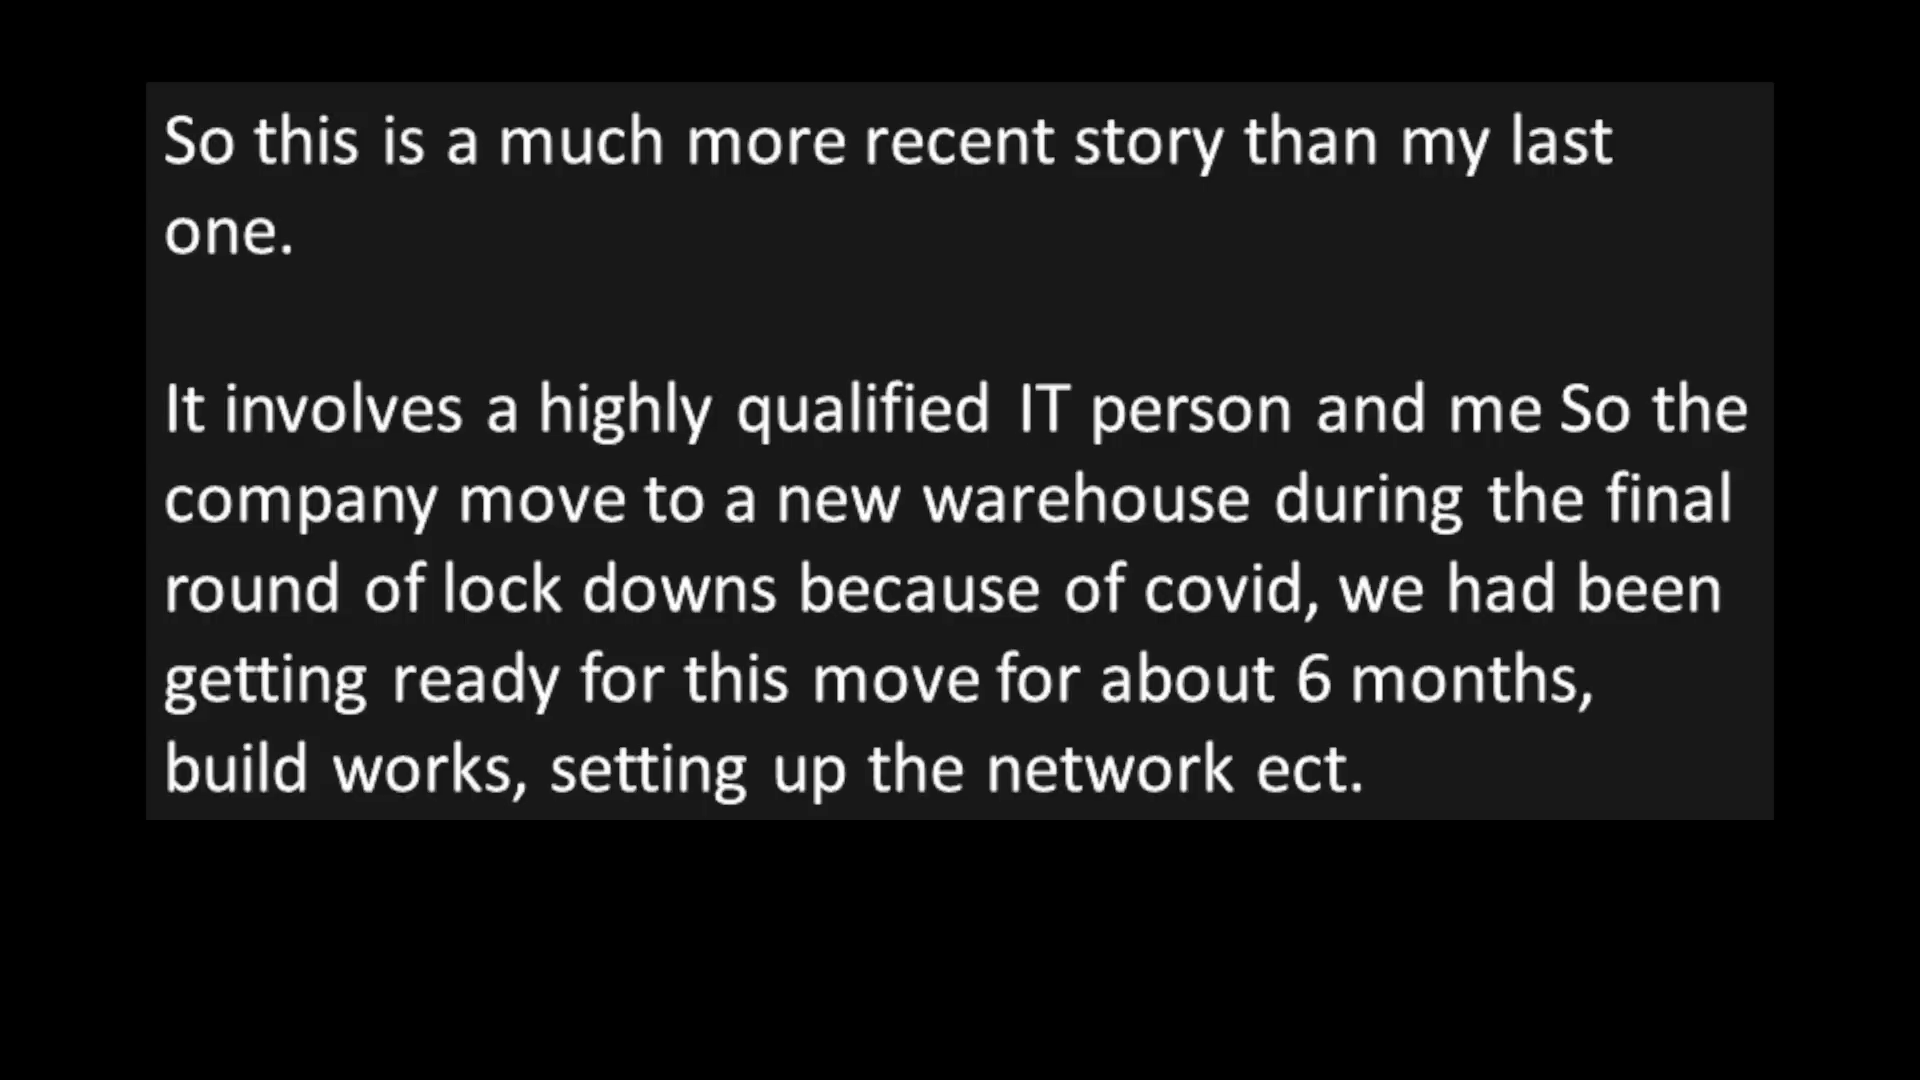 So this is a much more recent story than my last
one.
It involves a highly qualified IT person and me So the
company move to a new warehouse during the final
round of lock downs because of covid, we had been
getting ready for this move for about 6 months,
build works, setting up the network ect.